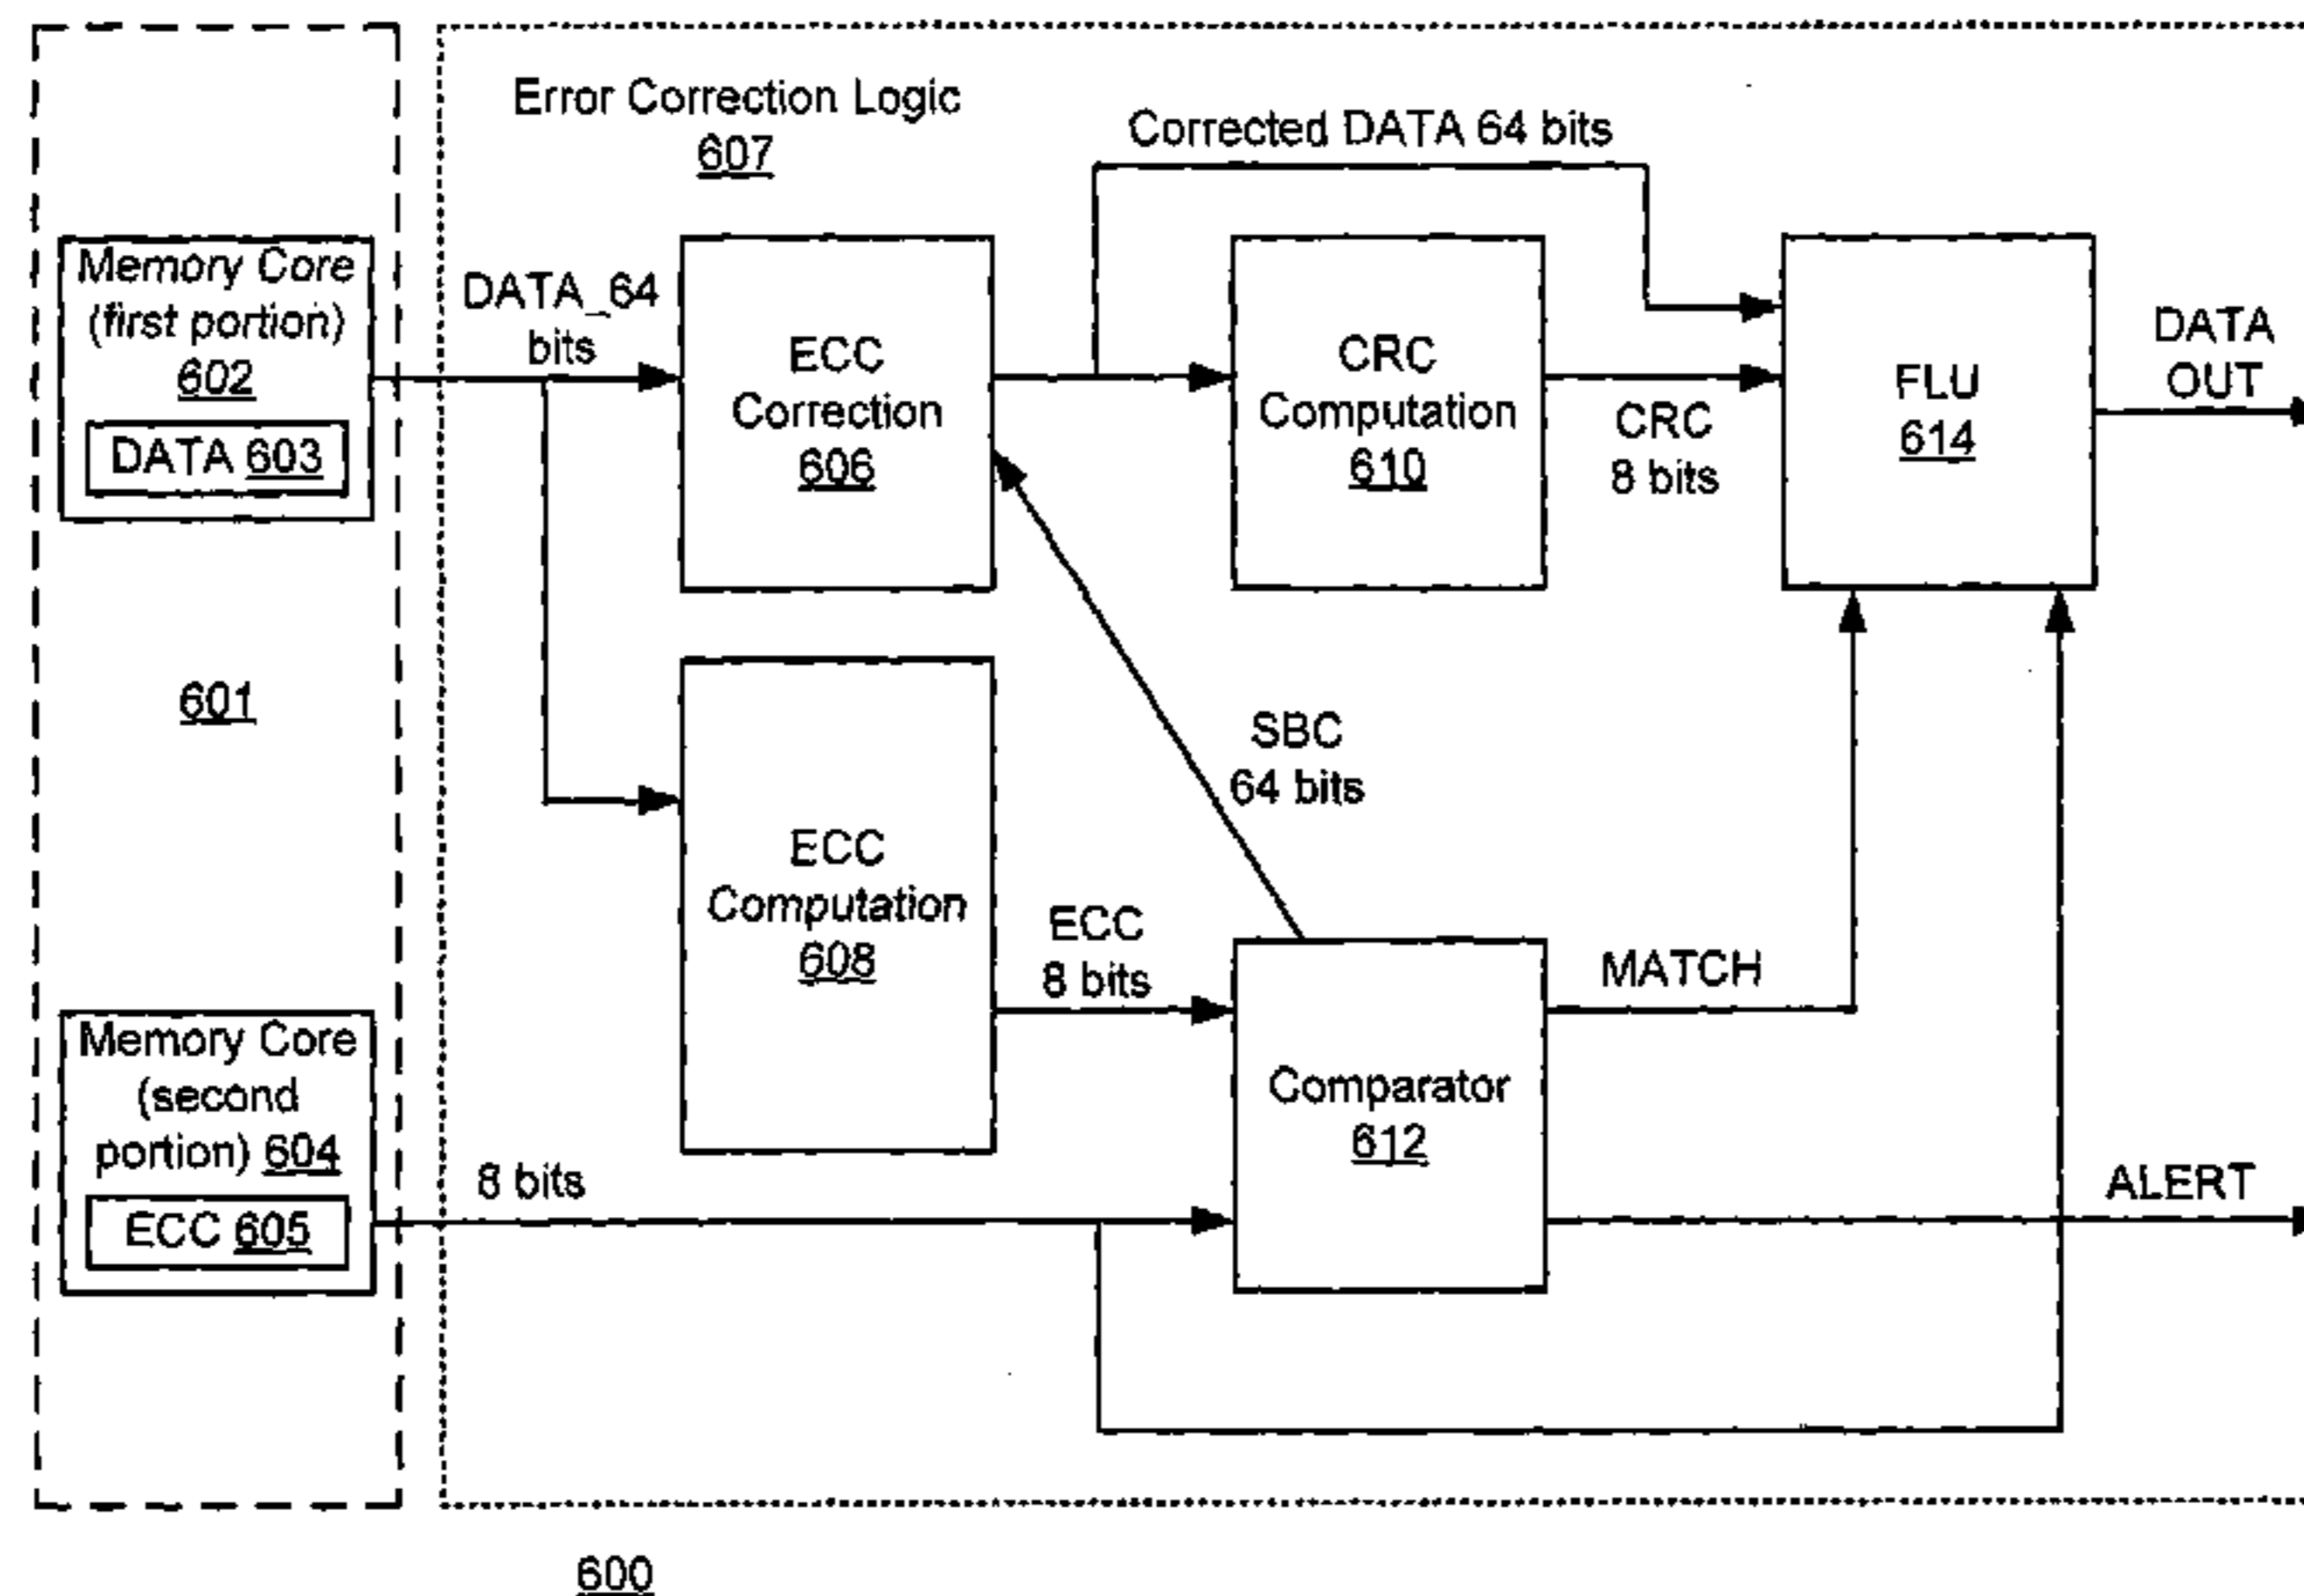 Error Correction Logic
607
Corrected DATA 64 bits
Memory Core
(first portion)
602
DATA 603
DATA_64
bits
ECC
Correction
606
CRC
Computation
610
CRC
8 bits
FLU
614
DATA
OUT
601
SBC
64 bits
ECC
Computation
608
ECC
8 bits
MATCH
Memory Core
(second
portion) 604
ECC 605
8 bits
Comparator
612
ALERT
600